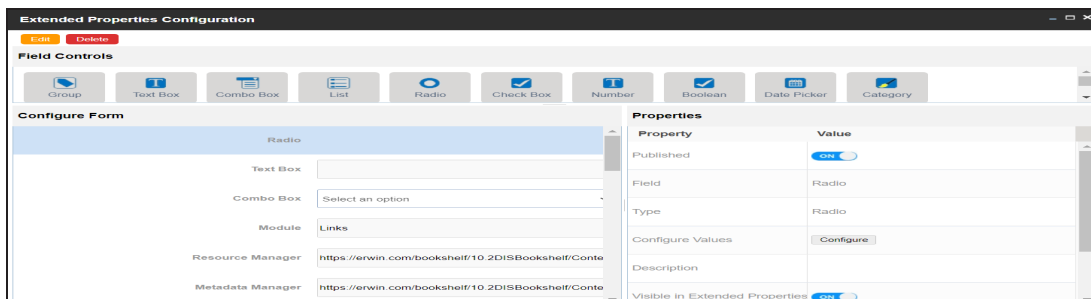 Extended Properties Configuration
Edit Delete
Field Controls
Group Text Box Combo Box List Radio Check Box Number Boolean Date Picker Category
Configure Form Properties
Property Value
Radio
Published ON
Text Box
Field Radio
Combo Box Select an option
Type Radio
Module Links
Configure Values Configure
Resource Manager https://erwin.com/bookshelf/10.2DISBookshelf/Conte
Description
Metadata Manager https://erwin.com/bookshelf/10.2DISBookshelf/Conte
Visible in Extended Properties ON